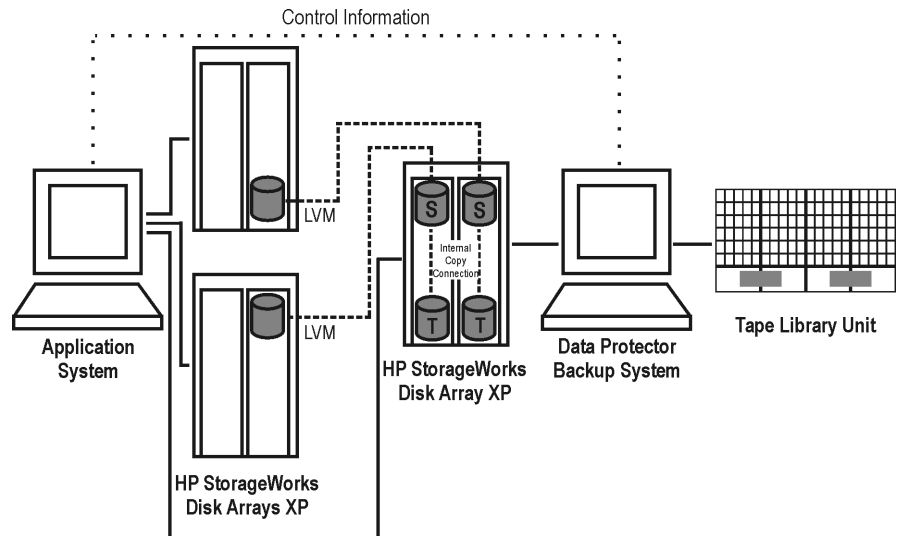 Control Information
LVM
LVM
S
S
Internal
Copy
Connection
T
T
Application
System
HP StorageWorks
Disk Arrays XP
HP StorageWorks
Disk Array XP
Data Protector
Backup System
Tape Library Unit